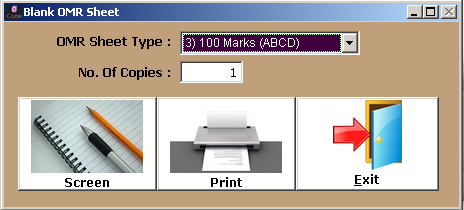 Blank OMR Sheet
OMR Sheet Type : 3) 100 Marks (ABCD)
No. Of Copies : 1
Screen Print Exit